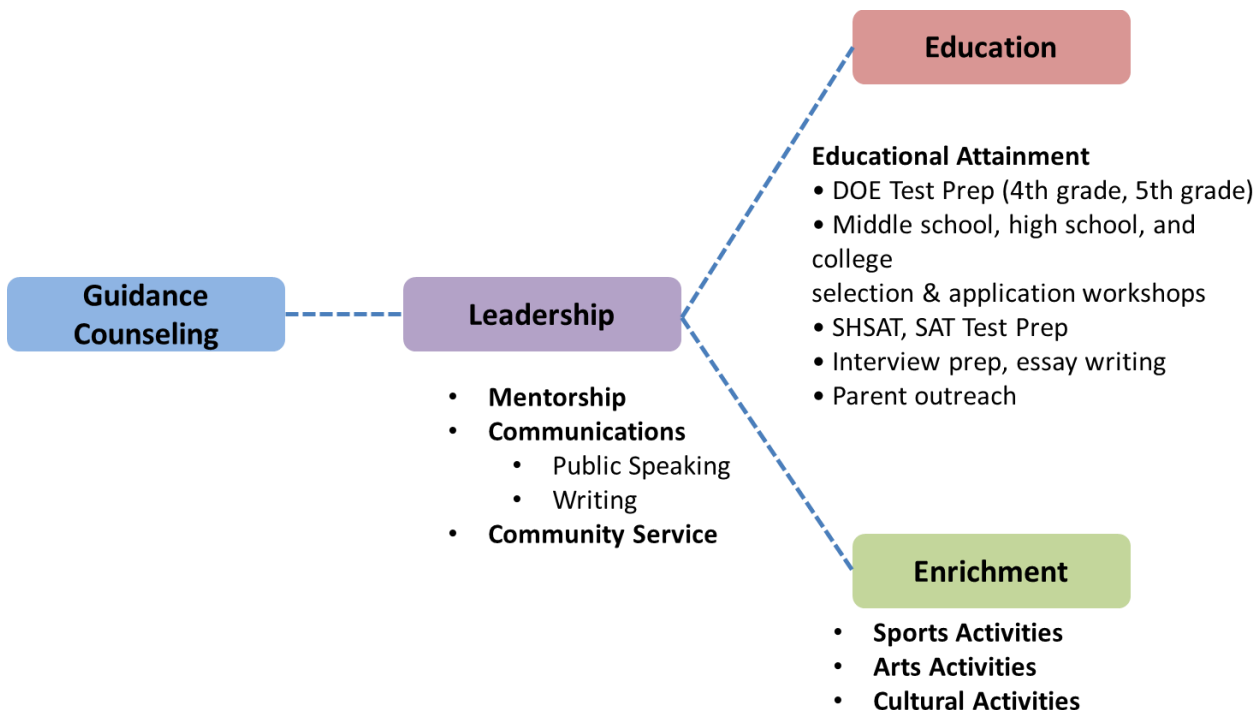 Education
Educational Attainment
• DOE Test Prep (4th grade, 5th grade)
• Middle school, high school, and
college
selection & application workshops
• SHSAT, SAT Test Prep
• Interview prep, essay writing
• Parent outreach
Guidance
Counseling
Leadership
• Mentorship
• Communications
• Public Speaking
• Writing
• Community Service
Enrichment
• Sports Activities
• Arts Activities
• Cultural Activities